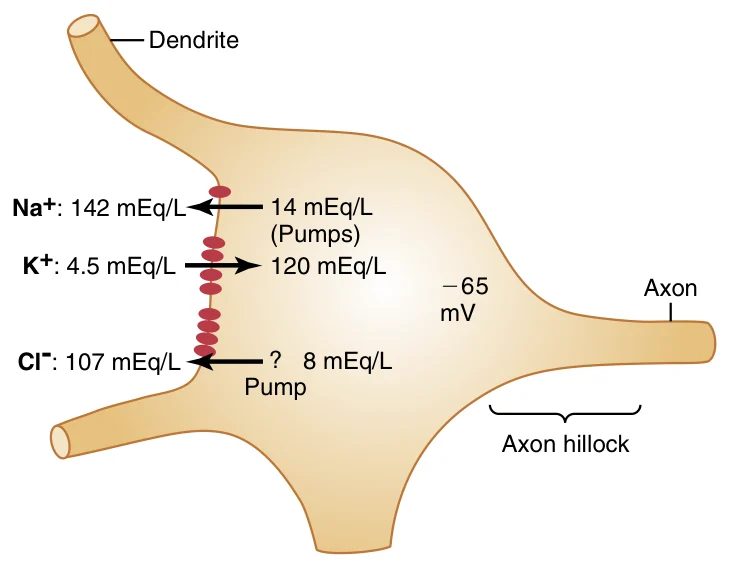 Dendrite
Na+: 142 mEq/L 14 mEq/L
(Pumps)
K+: 4.5 mEq/L 120 mEq/L
−65
mV
Axon
Cl-: 107 mEq/L ? 8 mEq/L
Pump
Axon hillock